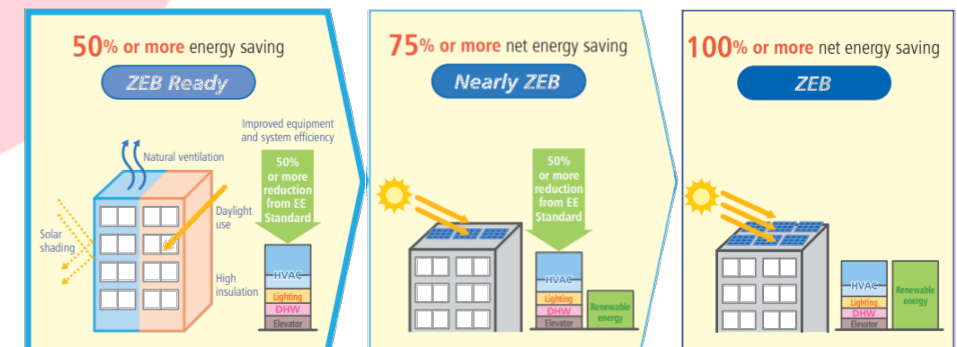 50% or more energy saving
ZEB Ready
Improved equipment
and system efficiency
Natural ventilation
50%
or more
reduction
from EE
Standard
Daylight
use
Solar
shading
High
insulation
HVAC
Lighting
DHW
Elevator
75% or more net energy saving
Nearly ZEB
50%
or more
reduction
from EE
Standard
HVAC
Lighting
DHW
Elevator
Renewable
energy
100% or more net energy saving
ZEB
HVAC
Lighting
DHW
Elevator
Renewable
energy